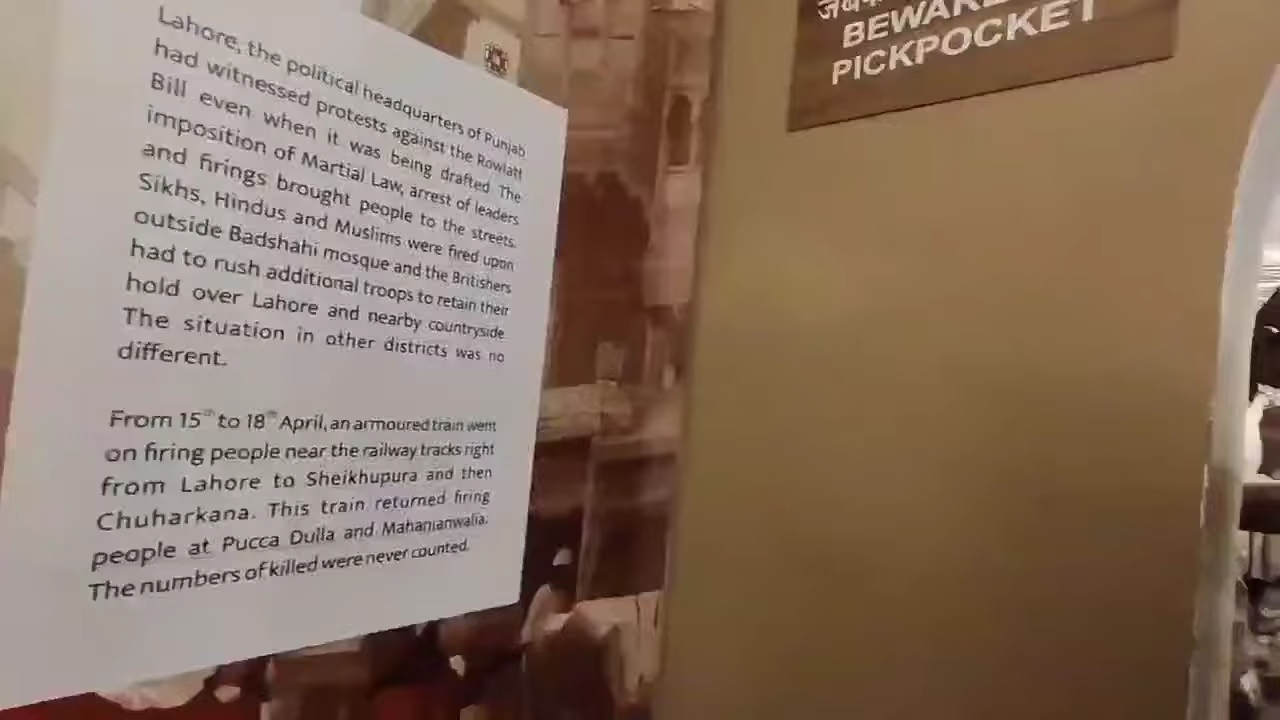 Lahore, the political headquarters of Punjab
had witnessed protests against the Rowlatt
Bill even when it was being drafted. The
imposition of Martial Law, arrest of leaders
and firings brought people to the streets.
Sikhs, Hindus and Muslims were fired upon
outside Badshahi mosque and the Britishers
had to rush additional troops to retain their
hold over Lahore and nearby countryside
The situation in other districts was no
different.
From 15th to 18th April, an armoured train went
on firing people near the railway tracks right
from Lahore to Sheikhupura and then
Chuharkana. This train returned firing
people at Pucca Dulla and Mahanianwalia.
The numbers of killed were never counted.
BEWARE
PICKPOCKET